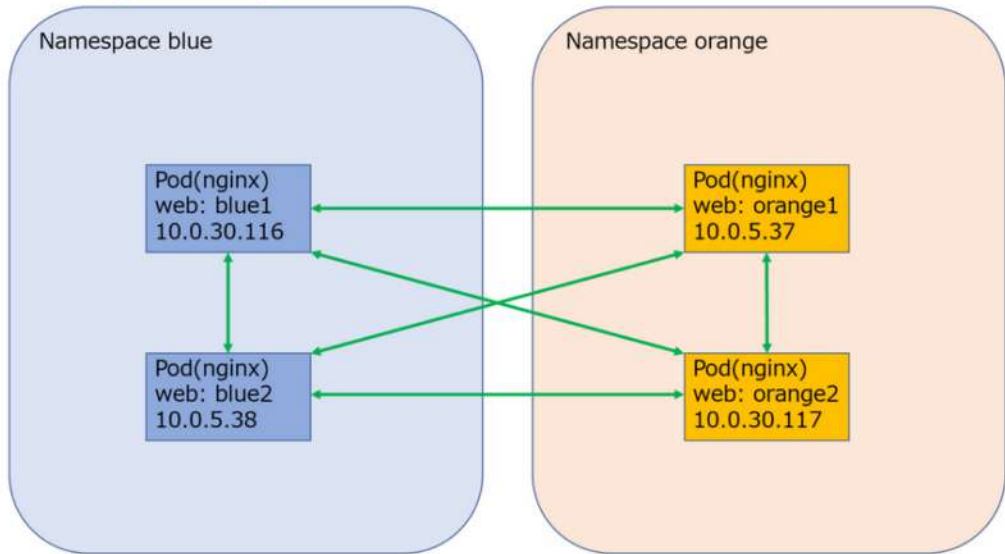 Namespace blue
Namespace orange
Pod(nginx)
web: blue1
10.0.30.116
Pod(nginx)
web: orange1
10.0.5.37
Pod(nginx)
web: blue2
10.0.5.38
Pod(nginx)
web: orange2
10.0.30.117